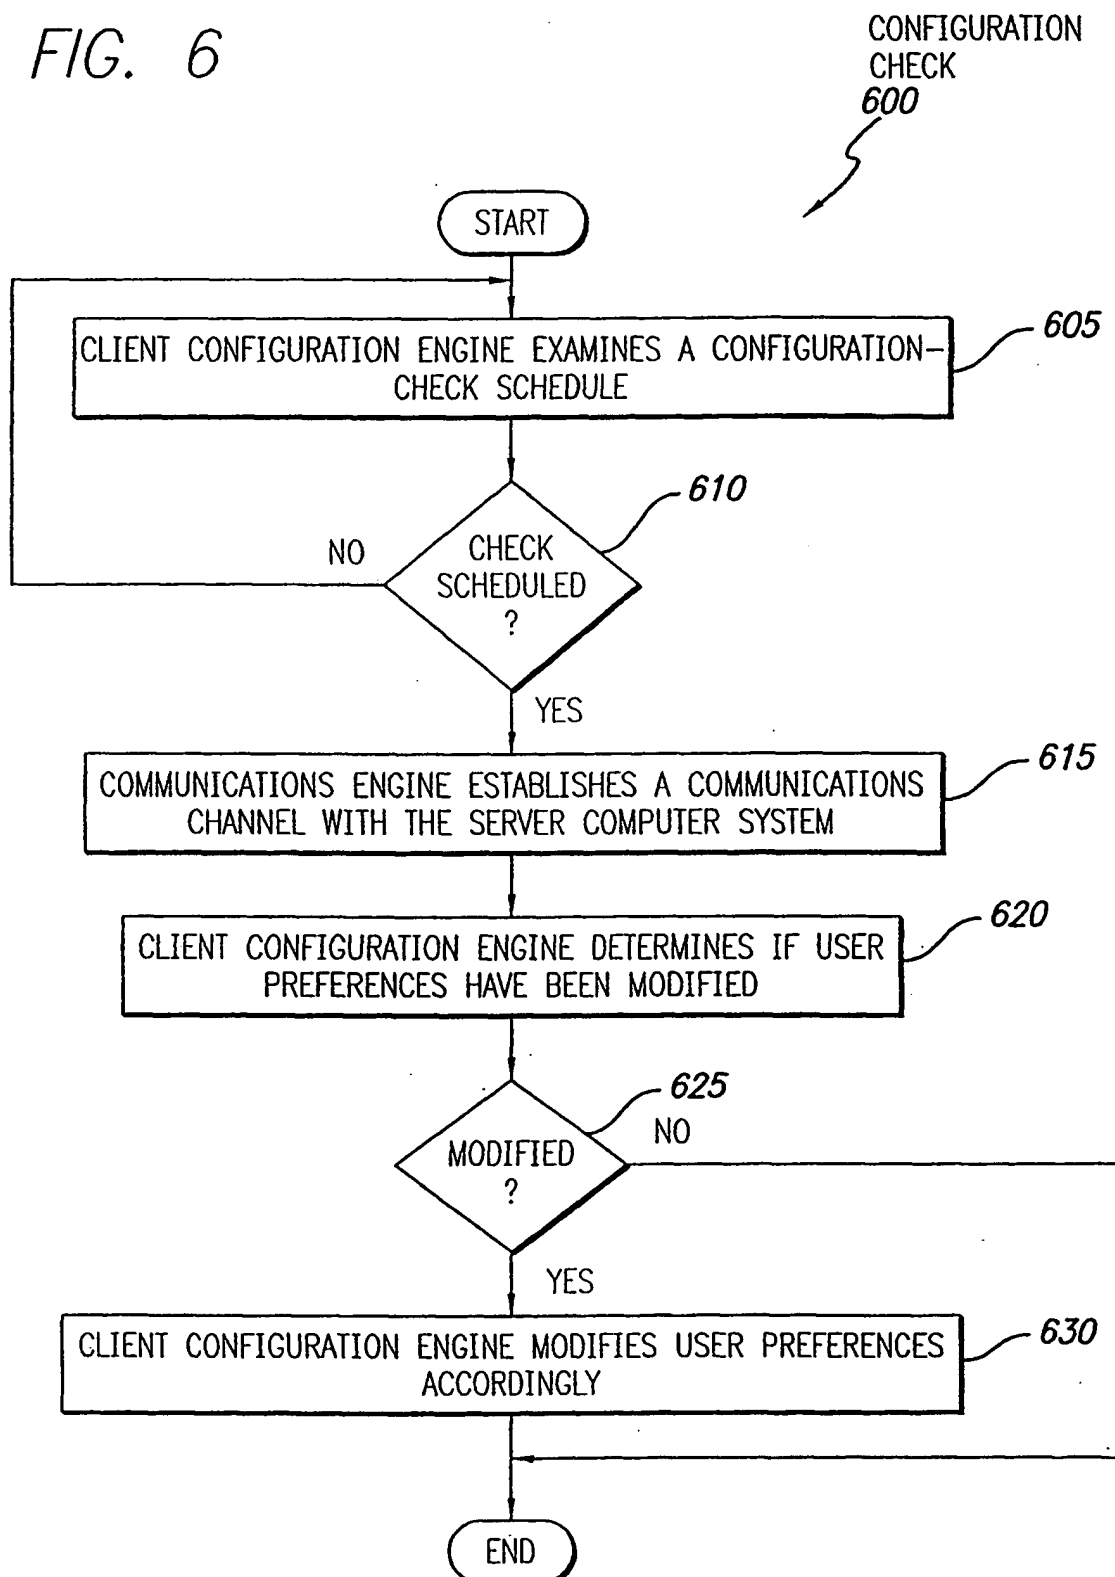 FIG. 6
CONFIGURATION
CHECK
600
START
CLIENT CONFIGURATION ENGINE EXAMINES A CONFIGURATION–
CHECK SCHEDULE
605
610
CHECK
SCHEDULED
?
NO
YES
COMMUNICATIONS ENGINE ESTABLISHES A COMMUNICATIONS
CHANNEL WITH THE SERVER COMPUTER SYSTEM
615
CLIENT CONFIGURATION ENGINE DETERMINES IF USER
PREFERENCES HAVE BEEN MODIFIED
620
625
MODIFIED
?
NO
YES
CLIENT CONFIGURATION ENGINE MODIFIES USER PREFERENCES
ACCORDINGLY
630
END